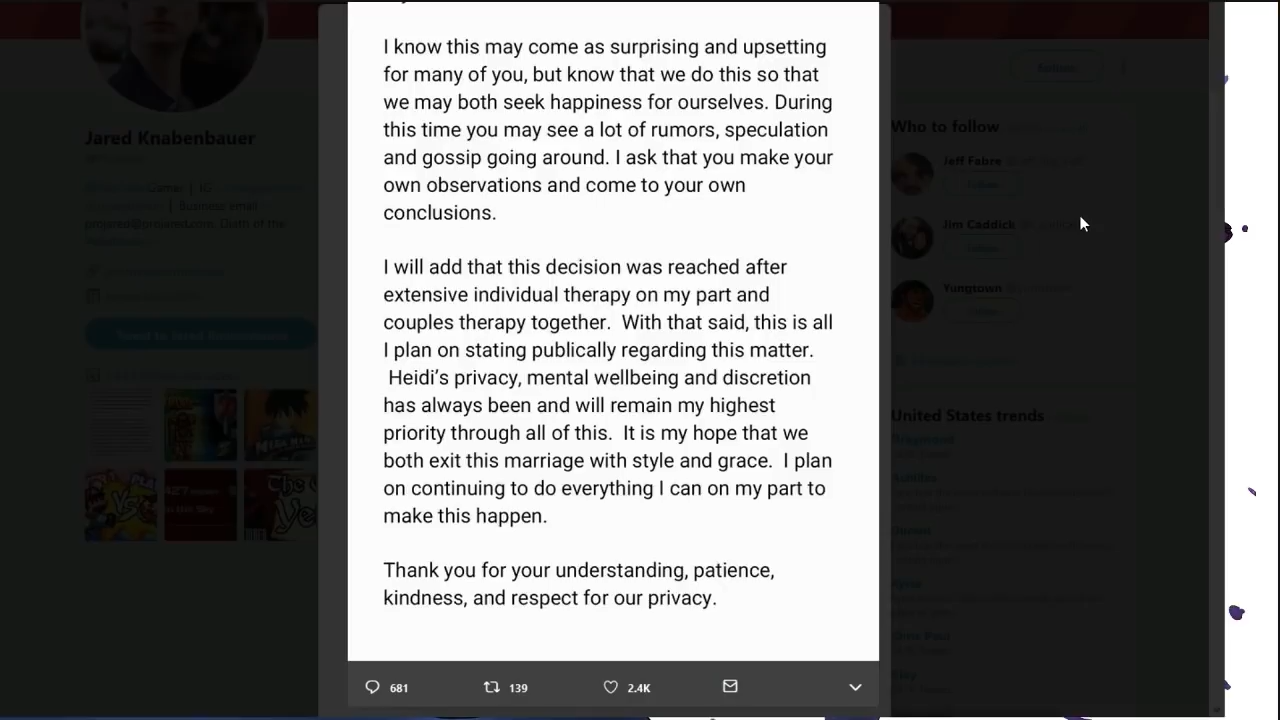 I know this may come as surprising and upsetting
for many of you, but know that we do this so that
we may both seek happiness for ourselves. During
this time you may see a lot of rumors, speculation
and gossip going around. I ask that you make your
own observations and come to your own
conclusions.
I will add that this decision was reached after
extensive individual therapy on my part and
couples therapy together. With that said, this is all
I plan on stating publically regarding this matter.
Heidi's privacy, mental wellbeing and discretion
has always been and will remain my highest
priority through all of this. It is my hope that we
both exit this marriage with style and grace. I plan
on continuing to do everything I can on my part to
make this happen.
Thank you for your understanding, patience,
kindness, and respect for our privacy.
681 139 2.4K
Jared Knabenbauer
Tweet to Jared Knabenbauer
Who to follow
Jeff Fabre
Follow
Jim Caddick
Follow
Yungtown
Follow
United States trends